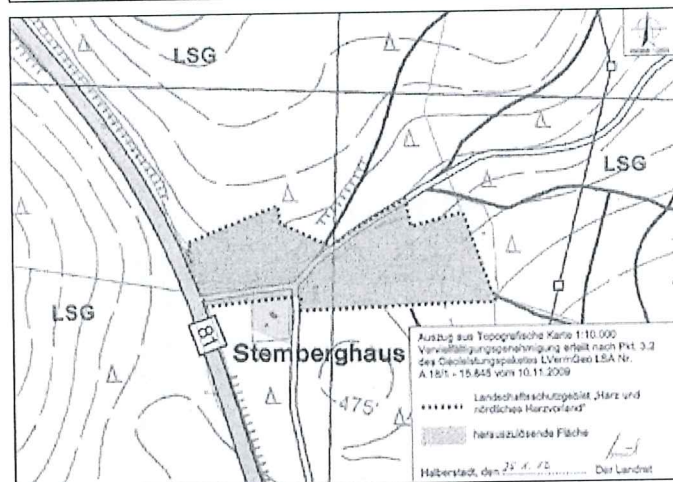 LSG
LSG
LSG
81
Stemberghaus
475
Auszug aus Topografische Karte 1:10.000
Vervielfältigungsgenehmigung erteilt nach Pkt. 3.2
des Geoleistungspaketes LVermGeo LSA Nr.
A 18/1 - 15.845 vom 10.11.2009
Landschaftsschutzgebiet „Harz und
nördliches Harzvorland"
herauszulösende Fläche
Halberstadt, den Der Landrat